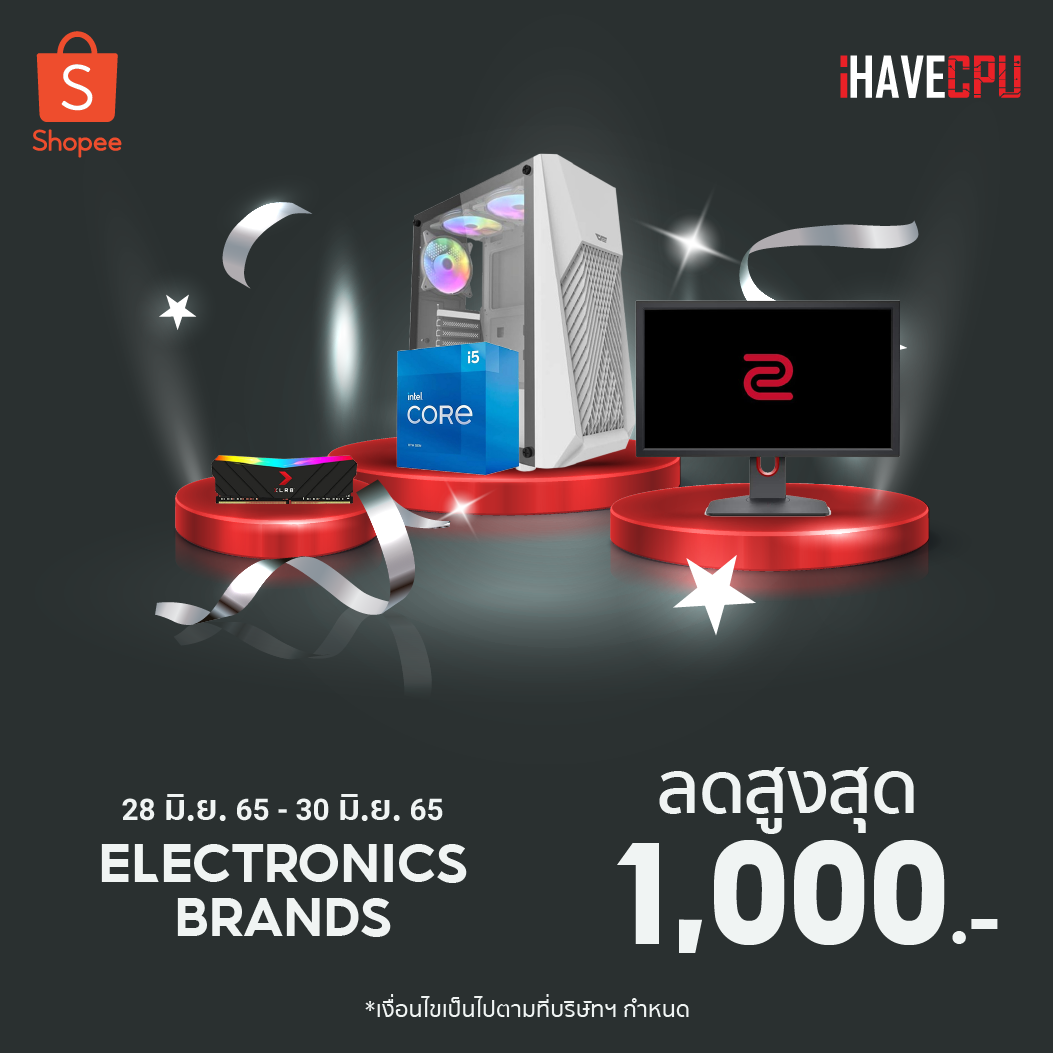 S
Shopee
iHAVECPU
i5
intel
CORE
XLR8
28 มิ.ย. 65 - 30 มิ.ย. 65
ELECTRONICS
BRANDS
ลดสูงสุด
1,000.-
*เงื่อนไขเป็นไปตามที่บริษัทฯ กำหนด